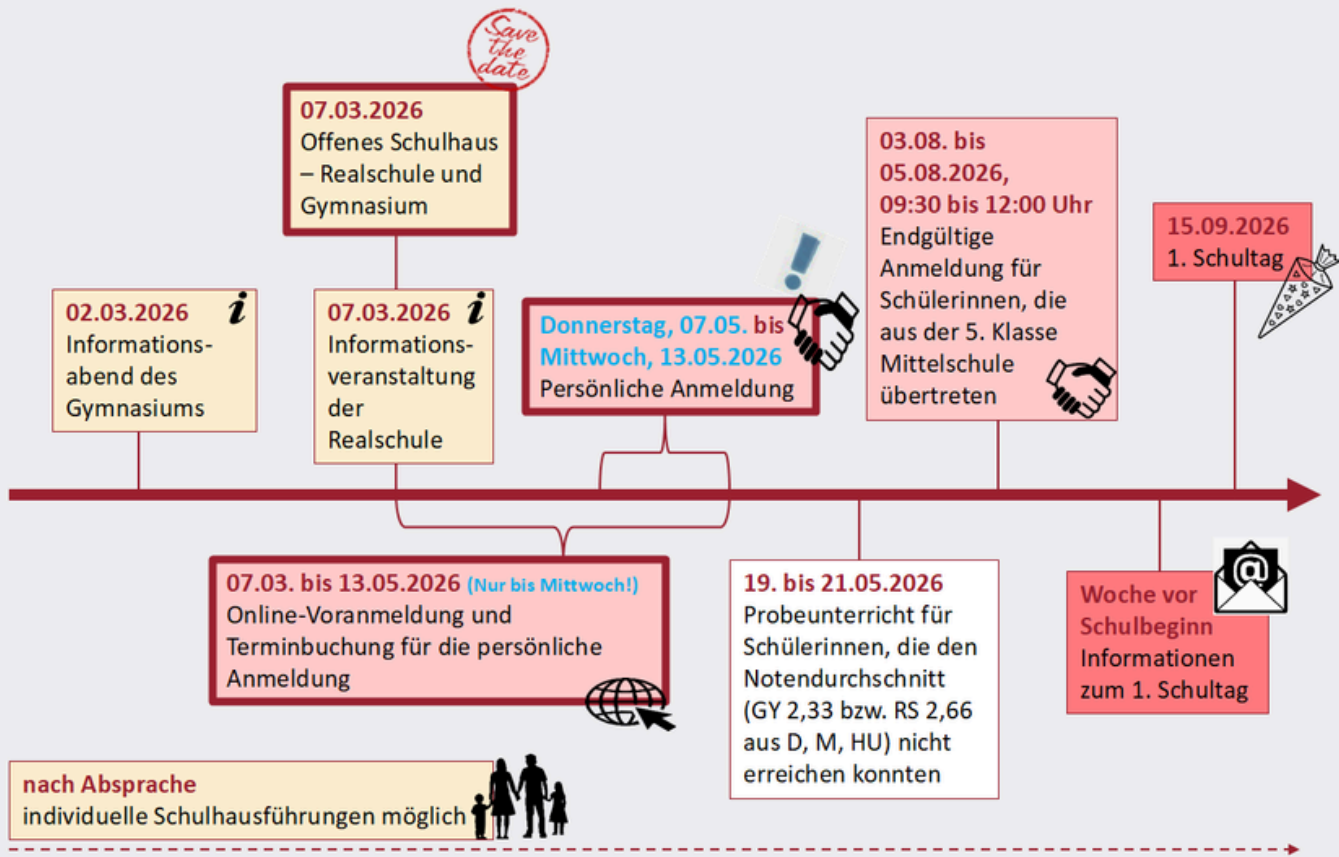 Save
the
date
07.03.2026
Offenes Schulhaus
– Realschule und
Gymnasium
02.03.2026 i
Informations-
abend des
Gymnasiums
07.03.2026 i
Informations-
veranstaltung
der
Realschule
Donnerstag, 07.05. bis
Mittwoch, 13.05.2026
Persönliche Anmeldung
!
03.08. bis
05.08.2026,
09:30 bis 12:00 Uhr
Endgültige
Anmeldung für
Schülerinnen, die
aus der 5. Klasse
Mittelschule
übertreten
15.09.2026
1. Schultag
07.03. bis 13.05.2026 (Nur bis Mittwoch!)
Online-Voranmeldung und
Terminbuchung für die persönliche
Anmeldung
19. bis 21.05.2026
Probeunterricht für
Schülerinnen, die den
Notendurchschnitt
(GY 2,33 bzw. RS 2,66
aus D, M, HU) nicht
erreichen konnten
@
Woche vor
Schulbeginn
Informationen
zum 1. Schultag
nach Absprache
individuelle Schulhausführungen möglich